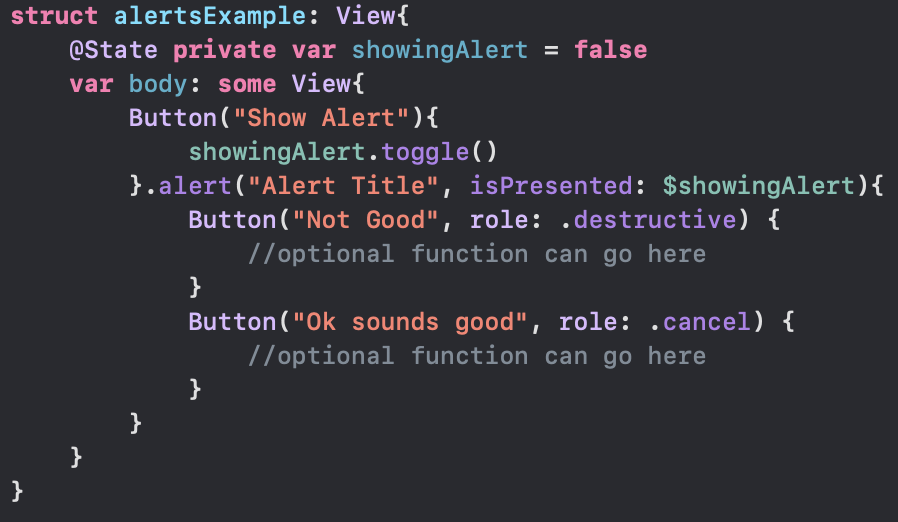 struct alertsExample: View{
    @State private var showingAlert = false
    var body: some View{
        Button("Show Alert"){
            showingAlert.toggle()
        }.alert("Alert Title", isPresented: $showingAlert){
            Button("Not Good", role: .destructive) {
                //optional function can go here
            }
            Button("Ok sounds good", role: .cancel) {
                //optional function can go here
            }
        }
    }
}